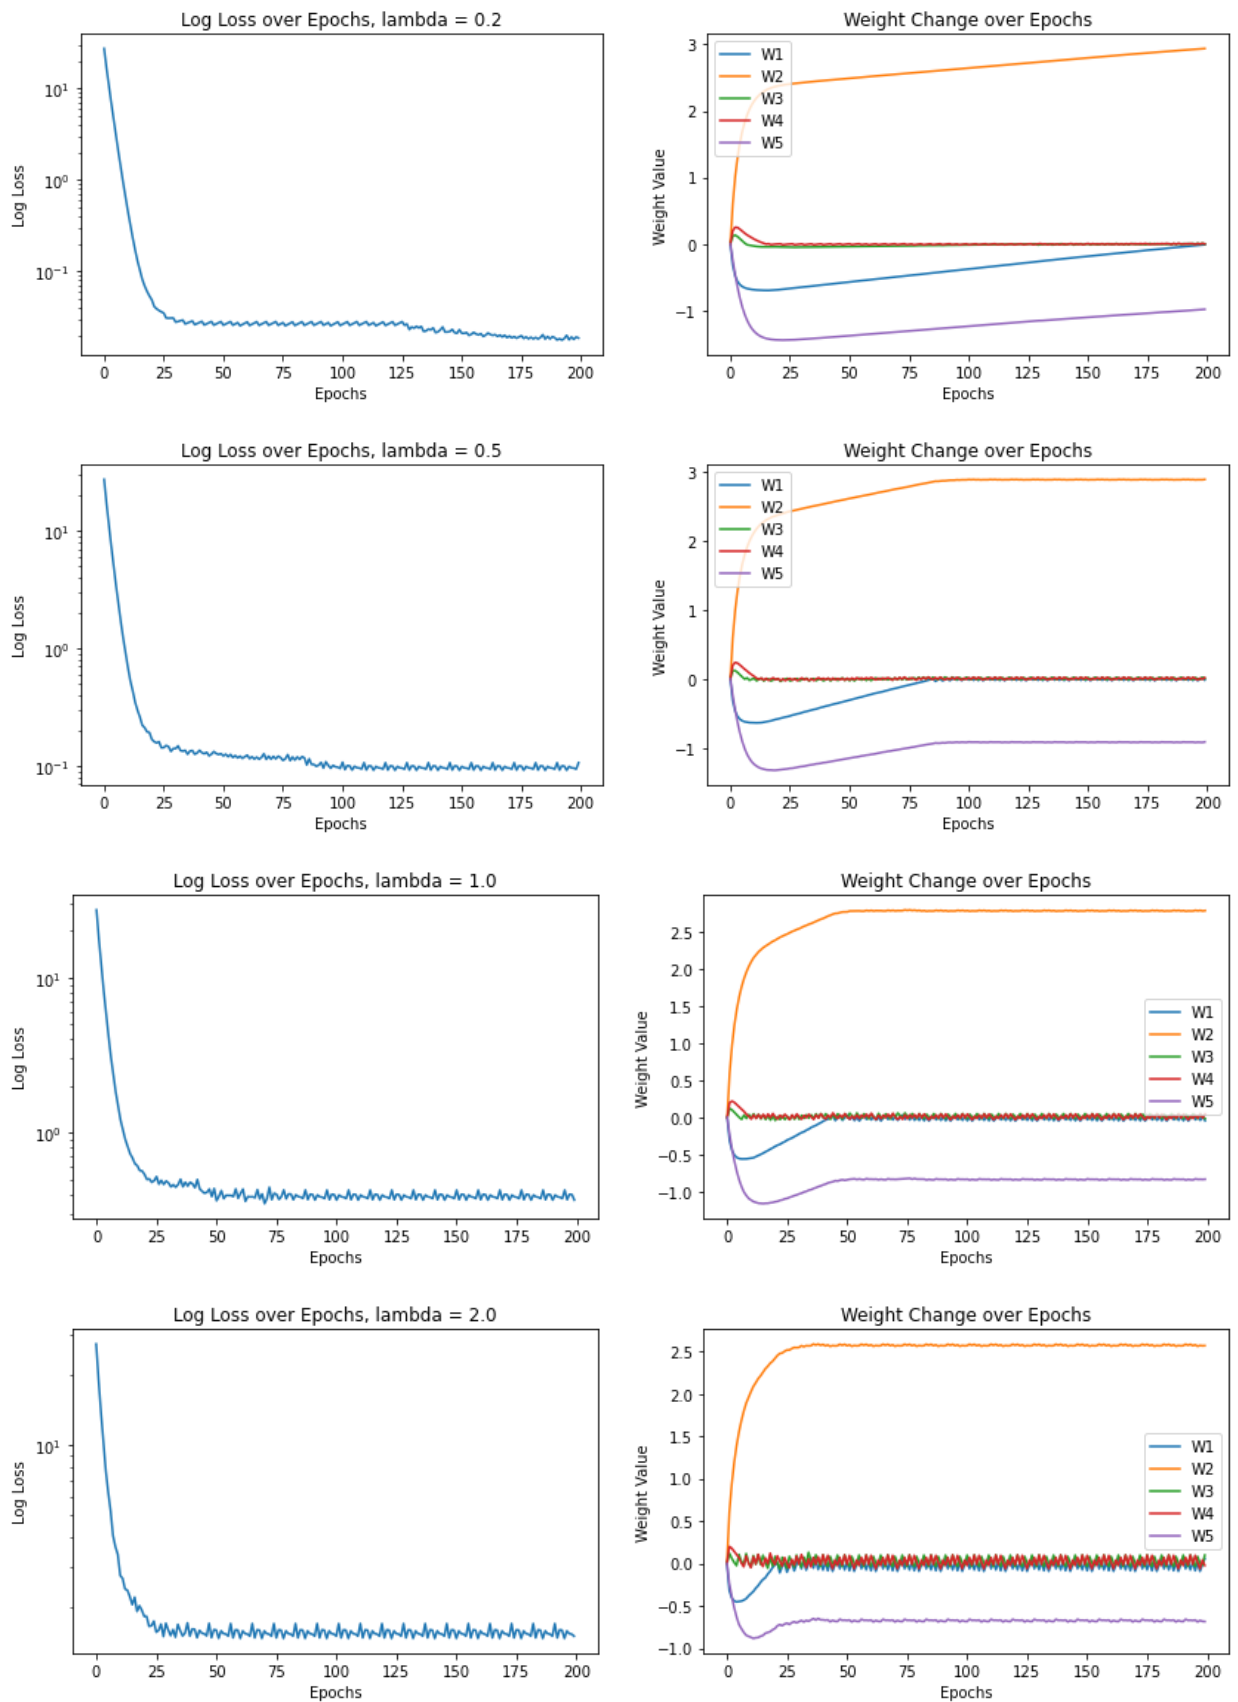 Log Loss over Epochs, lambda = 0.2
Log Loss
10¹
10⁰
10⁻¹
0 25 50 75 100 125 150 175 200
Epochs
Weight Change over Epochs
Weight Value
3
2
1
0
−1
W1
W2
W3
W4
W5
0 25 50 75 100 125 150 175 200
Epochs
Log Loss over Epochs, lambda = 0.5
Log Loss
10¹
10⁰
10⁻¹
0 25 50 75 100 125 150 175 200
Epochs
Weight Change over Epochs
Weight Value
3
2
1
0
−1
W1
W2
W3
W4
W5
0 25 50 75 100 125 150 175 200
Epochs
Log Loss over Epochs, lambda = 1.0
Log Loss
10¹
10⁰
0 25 50 75 100 125 150 175 200
Epochs
Weight Change over Epochs
Weight Value
2.5
2.0
1.5
1.0
0.5
0.0
−0.5
−1.0
W1
W2
W3
W4
W5
0 25 50 75 100 125 150 175 200
Epochs
Log Loss over Epochs, lambda = 2.0
Log Loss
10¹
0 25 50 75 100 125 150 175 200
Epochs
Weight Change over Epochs
Weight Value
2.5
2.0
1.5
1.0
0.5
0.0
−0.5
−1.0
W1
W2
W3
W4
W5
0 25 50 75 100 125 150 175 200
Epochs